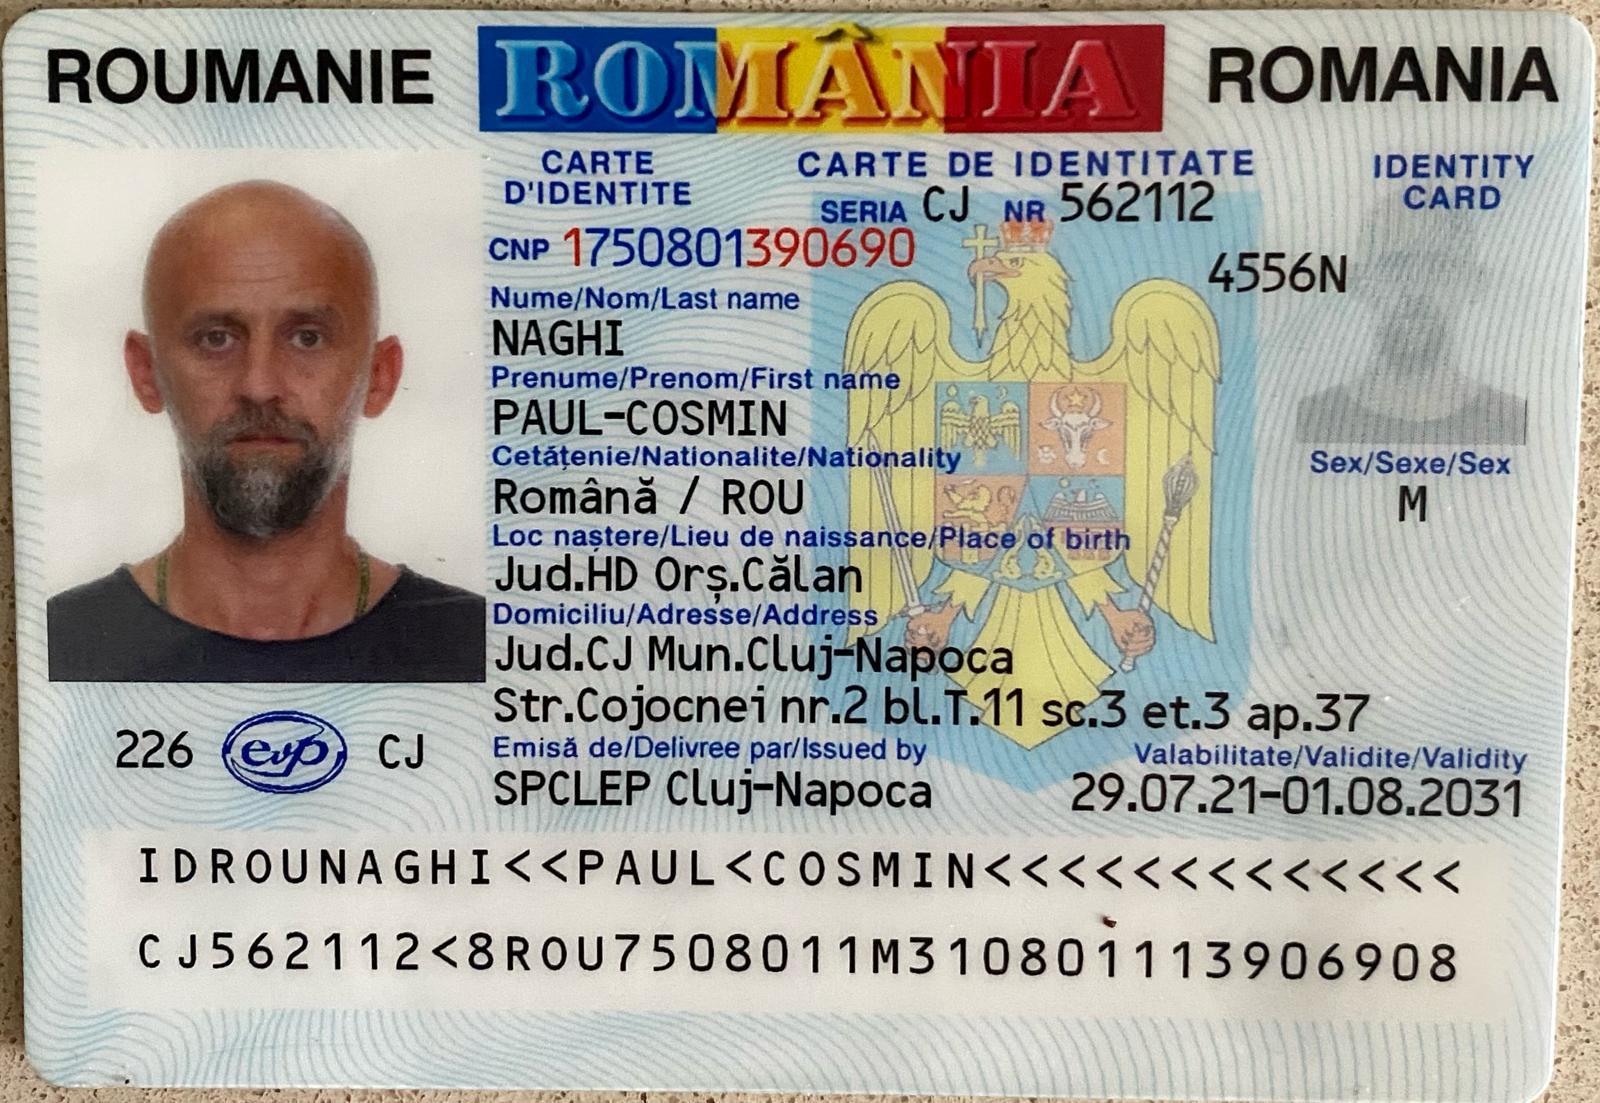 ROUMANIE ROMÂNIA ROMANIA
CARTE D'IDENTITE
CARTE DE IDENTITATE
IDENTITY CARD
SERIA CJ NR 562112
CNP 1750801390690
4556N
Nume/Nom/Last name
NAGHI
Prenume/Prenom/First name
PAUL-COSMIN
Cetăţenie/Nationalite/Nationality
Română / ROU
Sex/Sexe/Sex
M
Loc naştere/Lieu de naissance/Place of birth
Jud.HD Orş.Călan
Domiciliu/Adresse/Address
Jud.CJ Mun.Cluj-Napoca
Str.Cojocnei nr.2 bl.T.11 sc.3 et.3 ap.37
226 evp CJ
Emisă de/Delivree par/Issued by
SPCLEP Cluj-Napoca
Valabilitate/Validite/Validity
29.07.21-01.08.2031
IDROUNAGHI<<PAUL<COSMIN<<<<<<<<<<<<<
CJ562112<8ROU7508011M310801113906908